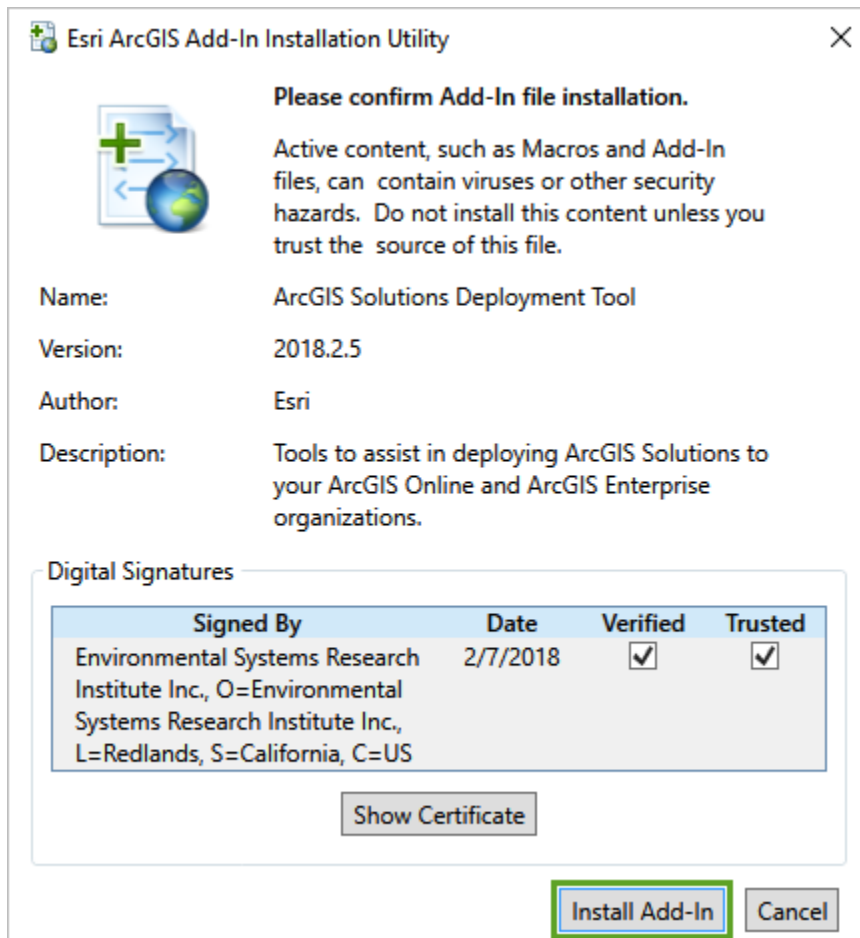 Esri ArcGIS Add-In Installation Utility
Please confirm Add-In file installation.
Active content, such as Macros and Add-In
files, can  contain viruses or other security
hazards.  Do not install this content unless you
trust the  source of this file.
Name: ArcGIS Solutions Deployment Tool
Version: 2018.2.5
Author: Esri
Description: Tools to assist in deploying ArcGIS Solutions to
your ArcGIS Online and ArcGIS Enterprise
organizations.
Digital Signatures
Signed By Date Verified Trusted
Environmental Systems Research 2/7/2018
Institute Inc., O=Environmental
Systems Research Institute Inc.,
L=Redlands, S=California, C=US
Show Certificate
Install Add-In Cancel